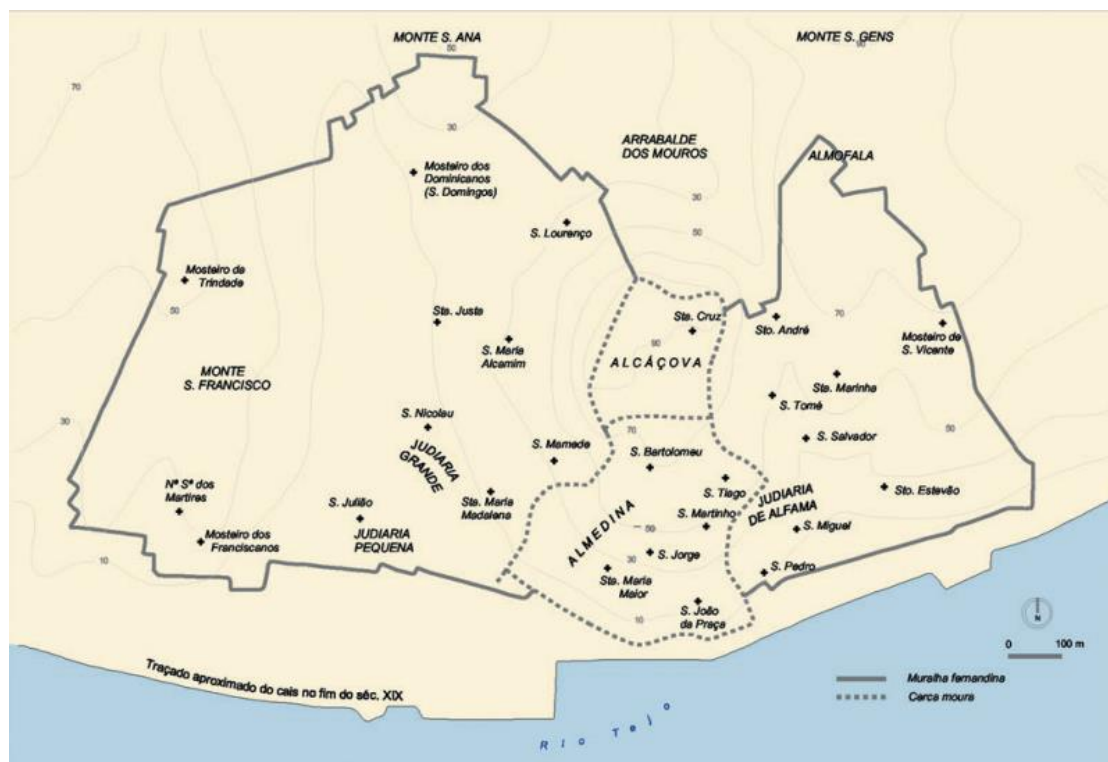 MONTE S. ANA
MONTE S. GENS
50
90
70
30
ARRABALDE
DOS MOUROS
ALMOFALA
Mosteiro dos
Dominicanos
(S. Domingos)
30
S. Lourenço
50
Mosteiro da
Trindade
50
Sta. Justa
Sta. Cruz
Sto. André
70
Mosteiro de
S. Vicente
S. Maria
Alcamim
90
ALCÁÇOVA
MONTE
S. FRANCISCO
Sta. Marinha
S. Tomé
S. Nicolau
30
70
50
JUDIARIA
GRANDE
S. Mamede
S. Bartolomeu
S. Salvador
Nª Sª dos
Martires
S. Julião
Sta. Maria
Madalena
S. Tiago
JUDIARIA
DE ALFAMA
Sto. Estevão
S. Martinho
ALMEDINA
50
S. Miguel
Mosteiro dos
Franciscanos
JUDIARIA
PEQUENA
10
S. Jorge
30
S. Pedro
Sta. Maria
Maior
S. João
da Praça
10
N
0 100 m
Traçado aproximado do cais no fim do séc. XIX
Muralha fernandina
Cerca moura
Rio Tejo